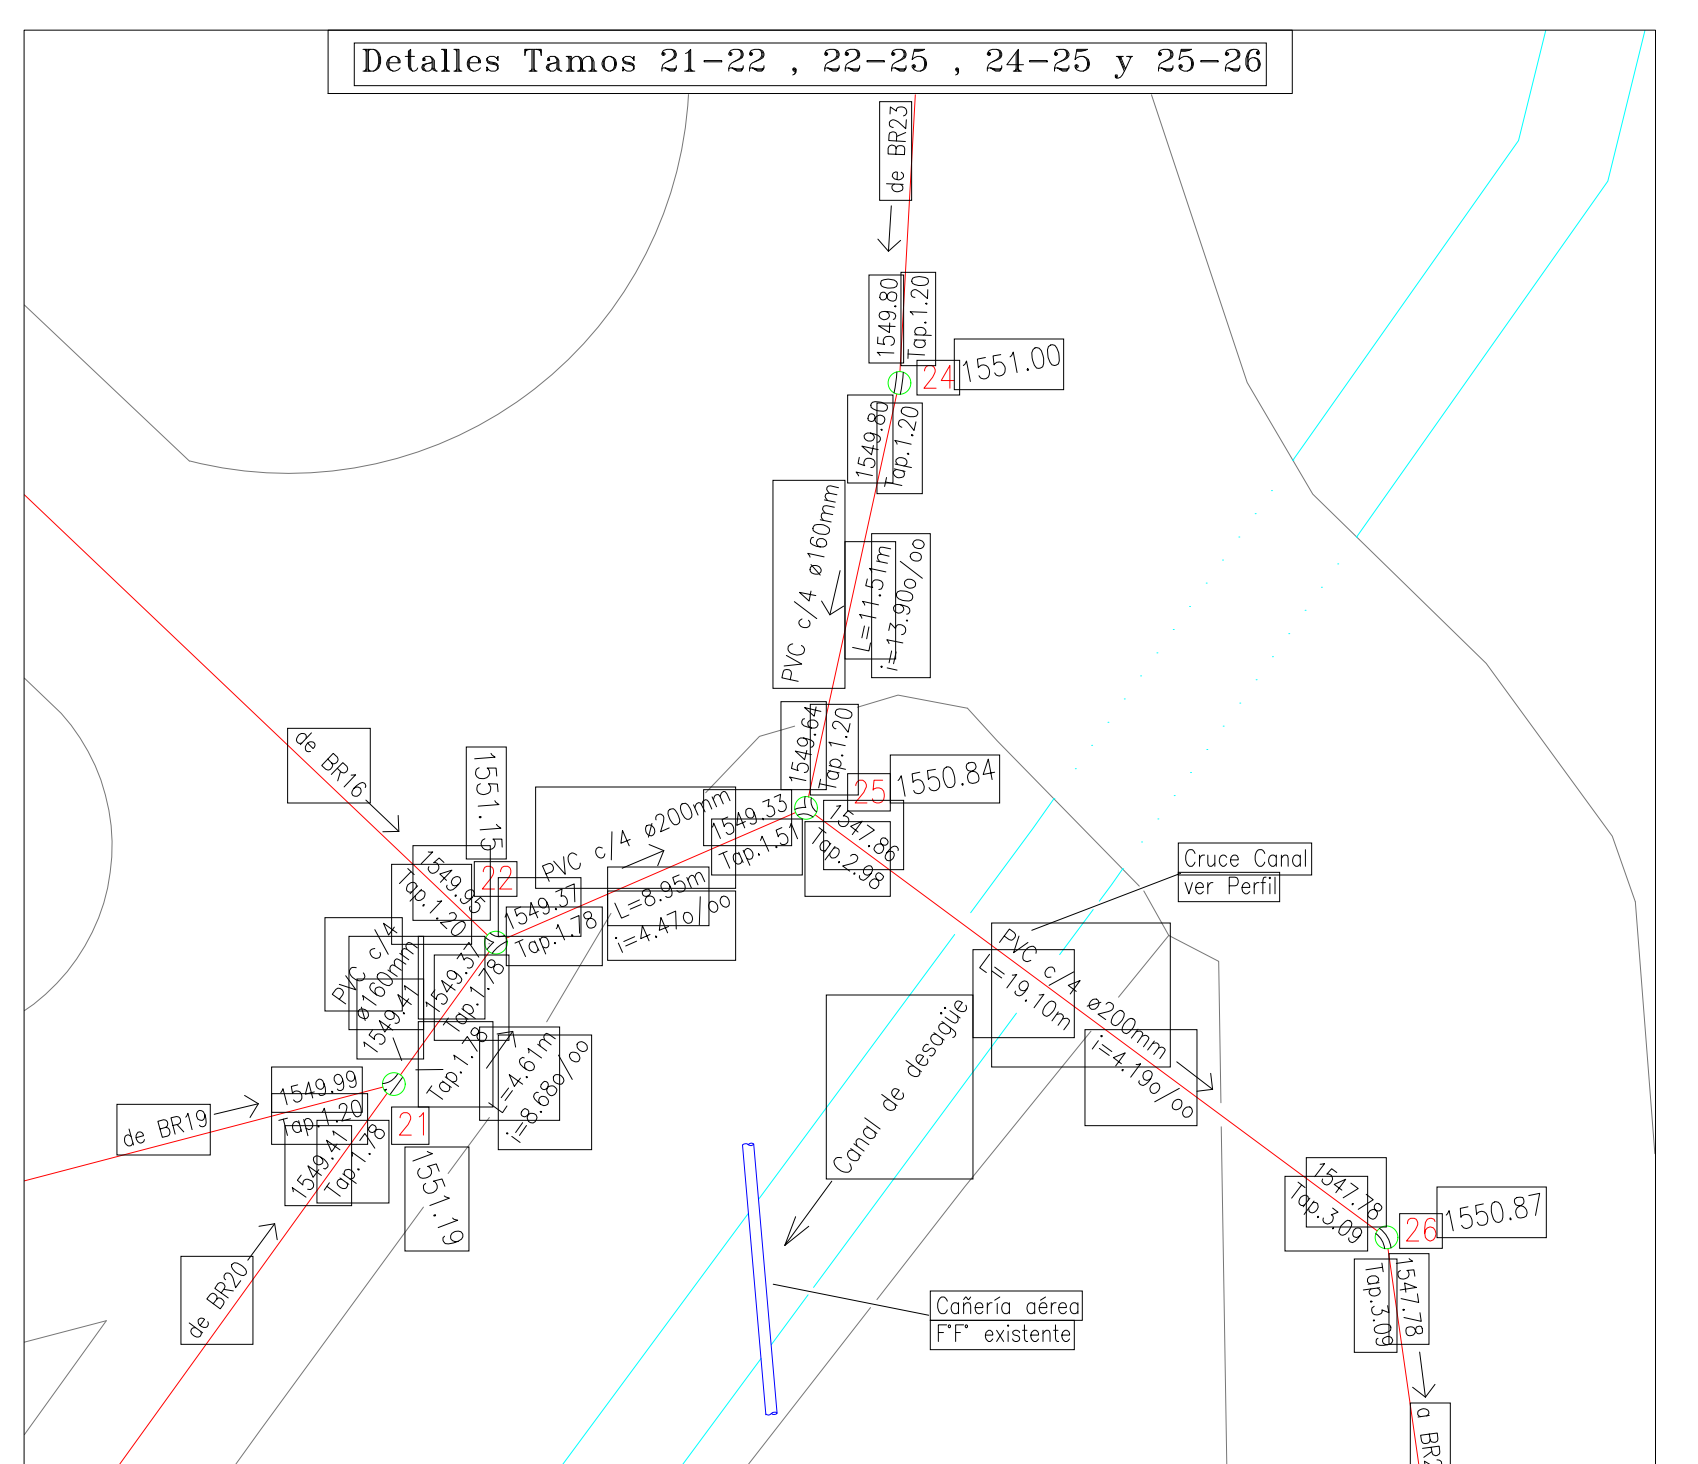 Detalles Tamos 21-22 , 22-25 , 24-25 y 25-26
de BR23
1549.80
Tap.1.20
24
1551.00
1549.80
Tap.1.20
PVC c/4 ø160mm
L=11.51m
i=13.90o/oo
1549.64
Tap.1.20
25
1550.84
de BR16
1551.15
1549.95
Tap.1.20
22
PVC c/4 ø200mm
1549.33
Tap.1.51
1547.86
Tap.2.98
1549.37
Tap.1.78
L=8.95m
i=4.47o/oo
Cruce Canal
ver Perfil
PVC c/4
ø160mm
1549.37
Tap.1.78
1549.41
Tap.1.78
L=4.61m
i=8.68o/oo
PVC c/4 ø200mm
L=19.10m
i=4.19o/oo
Canal de desagüe
de BR19
1549.99
Tap.1.20
21
1549.41
Tap.1.78
1551.19
de BR20
1547.78
Tap.3.09
26
1550.87
1547.78
Tap.3.09
Cañería aérea
F°F° existente
a